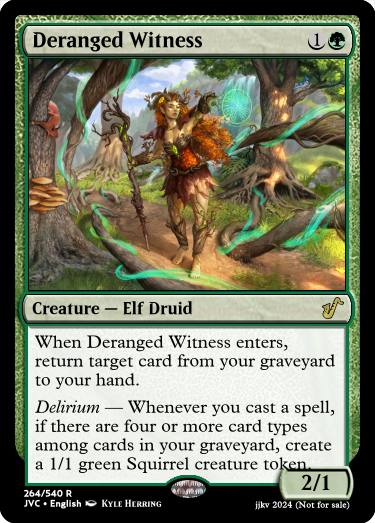 Deranged Witness 1
Creature — Elf Druid
When Deranged Witness enters,
return target card from your graveyard
to your hand.
Delirium — Whenever you cast a spell,
if there are four or more card types
among cards in your graveyard, create
a 1/1 green Squirrel creature token.
2/1
264/540 R
JVC • English Kyle Herring
jjkv 2024 (Not for sale)